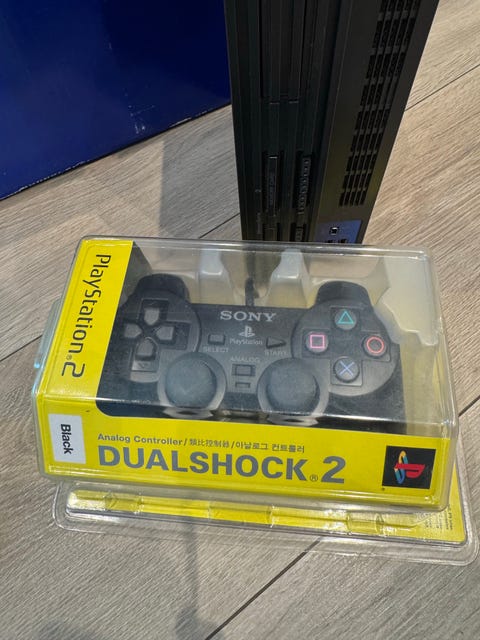 PlayStation®2
SONY
PlayStation
SELECT
START
ANALOG
Black
Analog Controller/類比控制器/아날로그 컨트롤러
DUALSHOCK®2